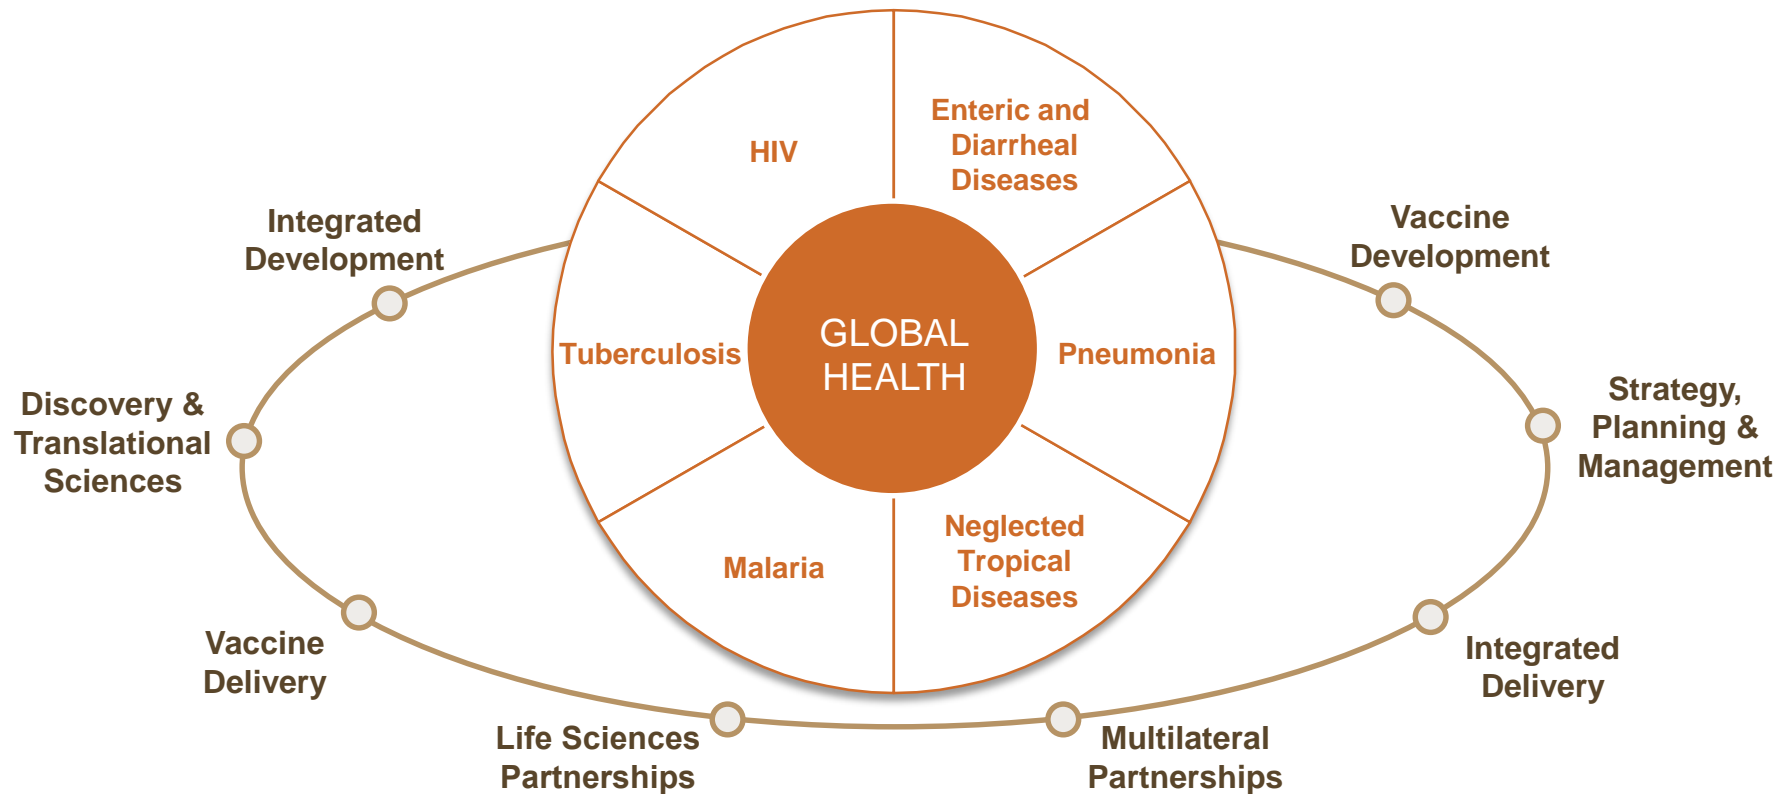 HIV
Enteric and
Diarrheal
Diseases
Integrated
Development
Vaccine
Development
Tuberculosis
GLOBAL
HEALTH
Pneumonia
Discovery &
Translational
Sciences
Strategy,
Planning &
Management
Malaria
Neglected
Tropical
Diseases
Vaccine
Delivery
Integrated
Delivery
Life Sciences
Partnerships
Multilateral
Partnerships